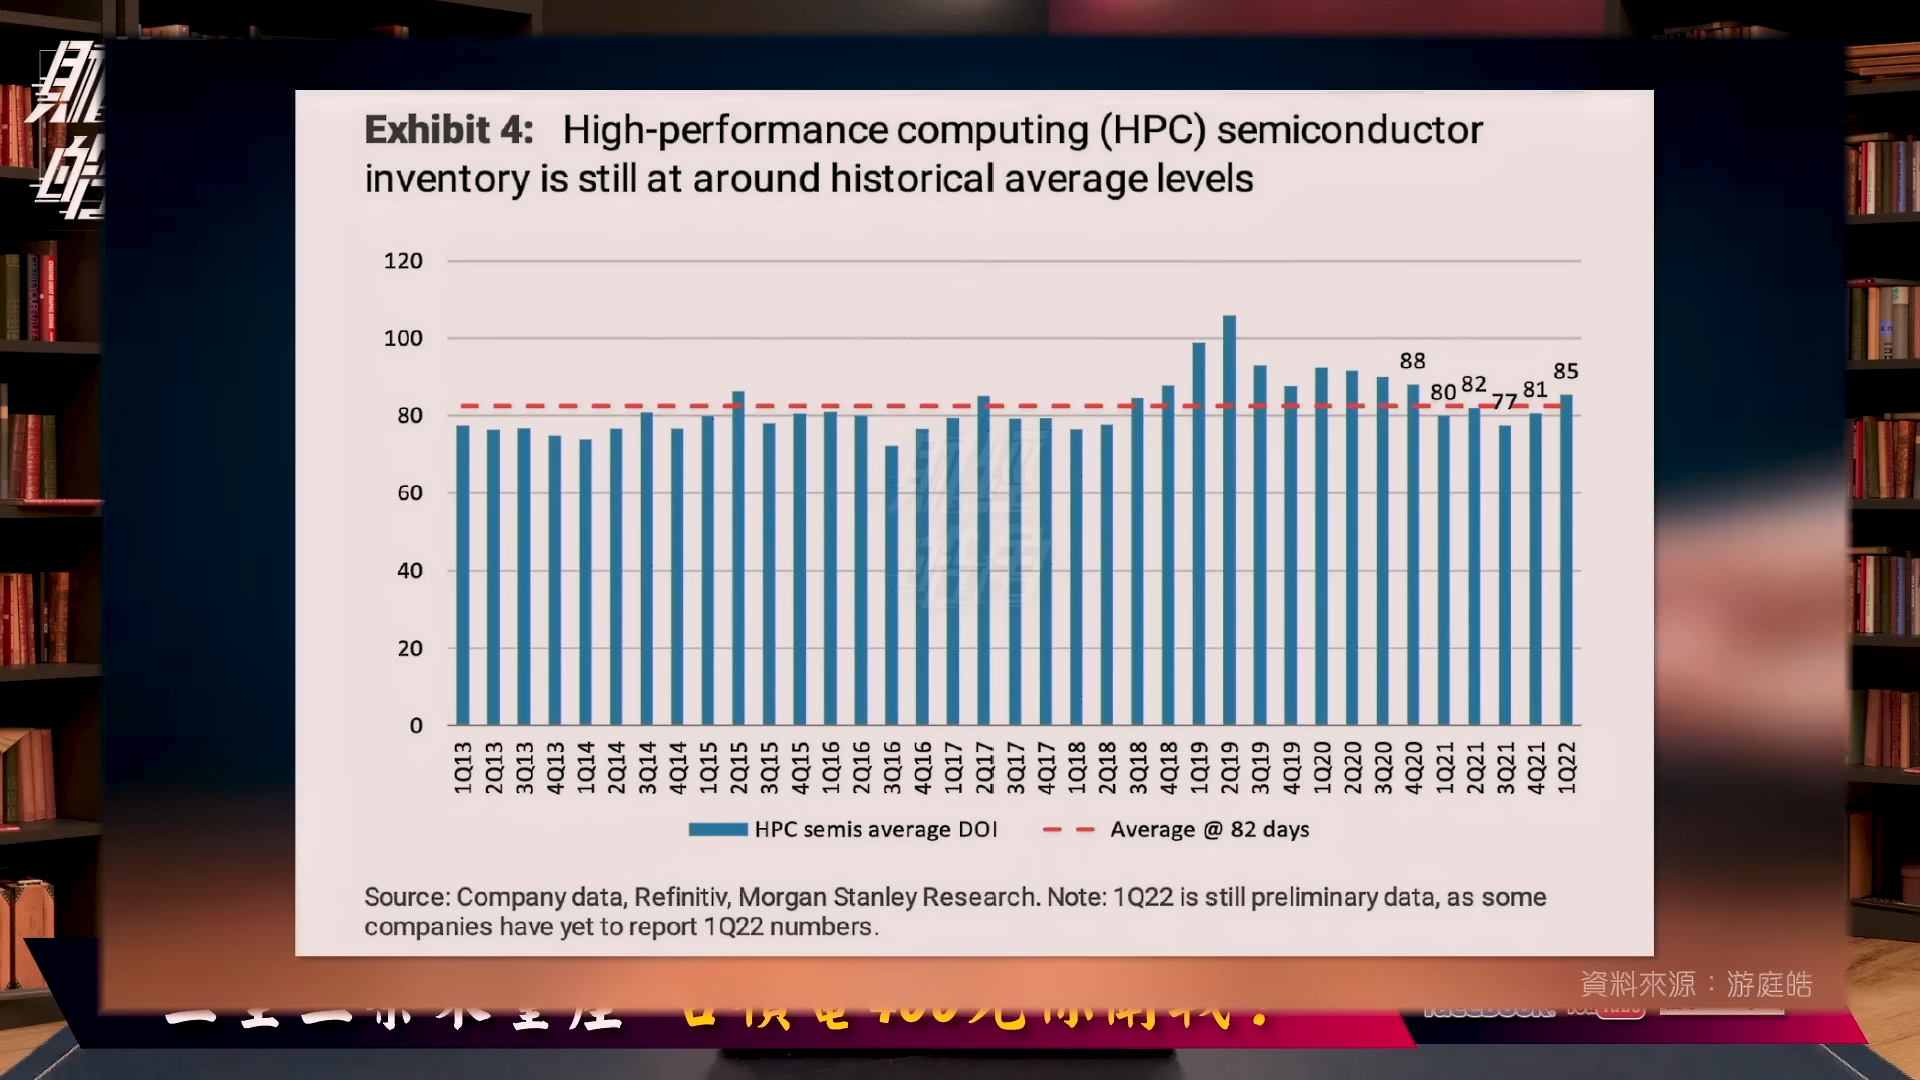 Exhibit 4: High-performance computing (HPC) semiconductor
inventory is still at around historical average levels
120
100
80
60
40
20
0
88
80
82
77
81
85
1Q13
2Q13
3Q13
4Q13
1Q14
2Q14
3Q14
4Q14
1Q15
2Q15
3Q15
4Q15
1Q16
2Q16
3Q16
4Q16
1Q17
2Q17
3Q17
4Q17
1Q18
2Q18
3Q18
4Q18
1Q19
2Q19
3Q19
4Q19
1Q20
2Q20
3Q20
4Q20
1Q21
2Q21
3Q21
4Q21
1Q22
HPC semis average DOI
Average @ 82 days
Source: Company data, Refinitiv, Morgan Stanley Research. Note: 1Q22 is still preliminary data, as some
companies have yet to report 1Q22 numbers.
資料來源：游庭皓